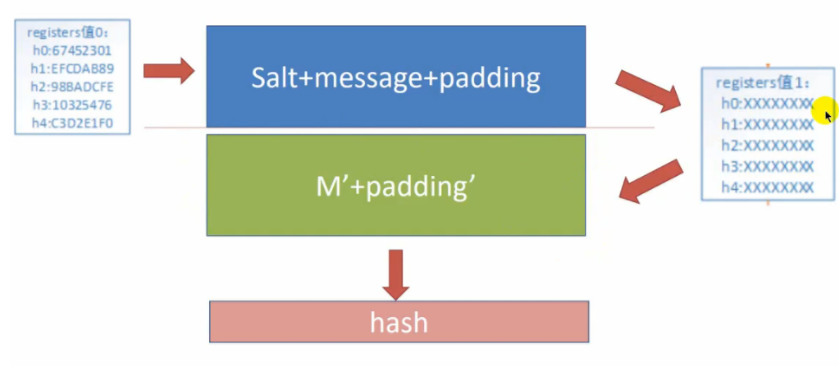 registers值0:
h0:67452301
h1:EFCDAB89
h2:98BADCFE
h3:10325476
h4:C3D2E1F0
Salt+message+padding
registers值1:
h0:XXXXXXXX
h1:XXXXXXXX
h2:XXXXXXXX
h3:XXXXXXXX
h4:XXXXXXXX
M’+padding’
hash